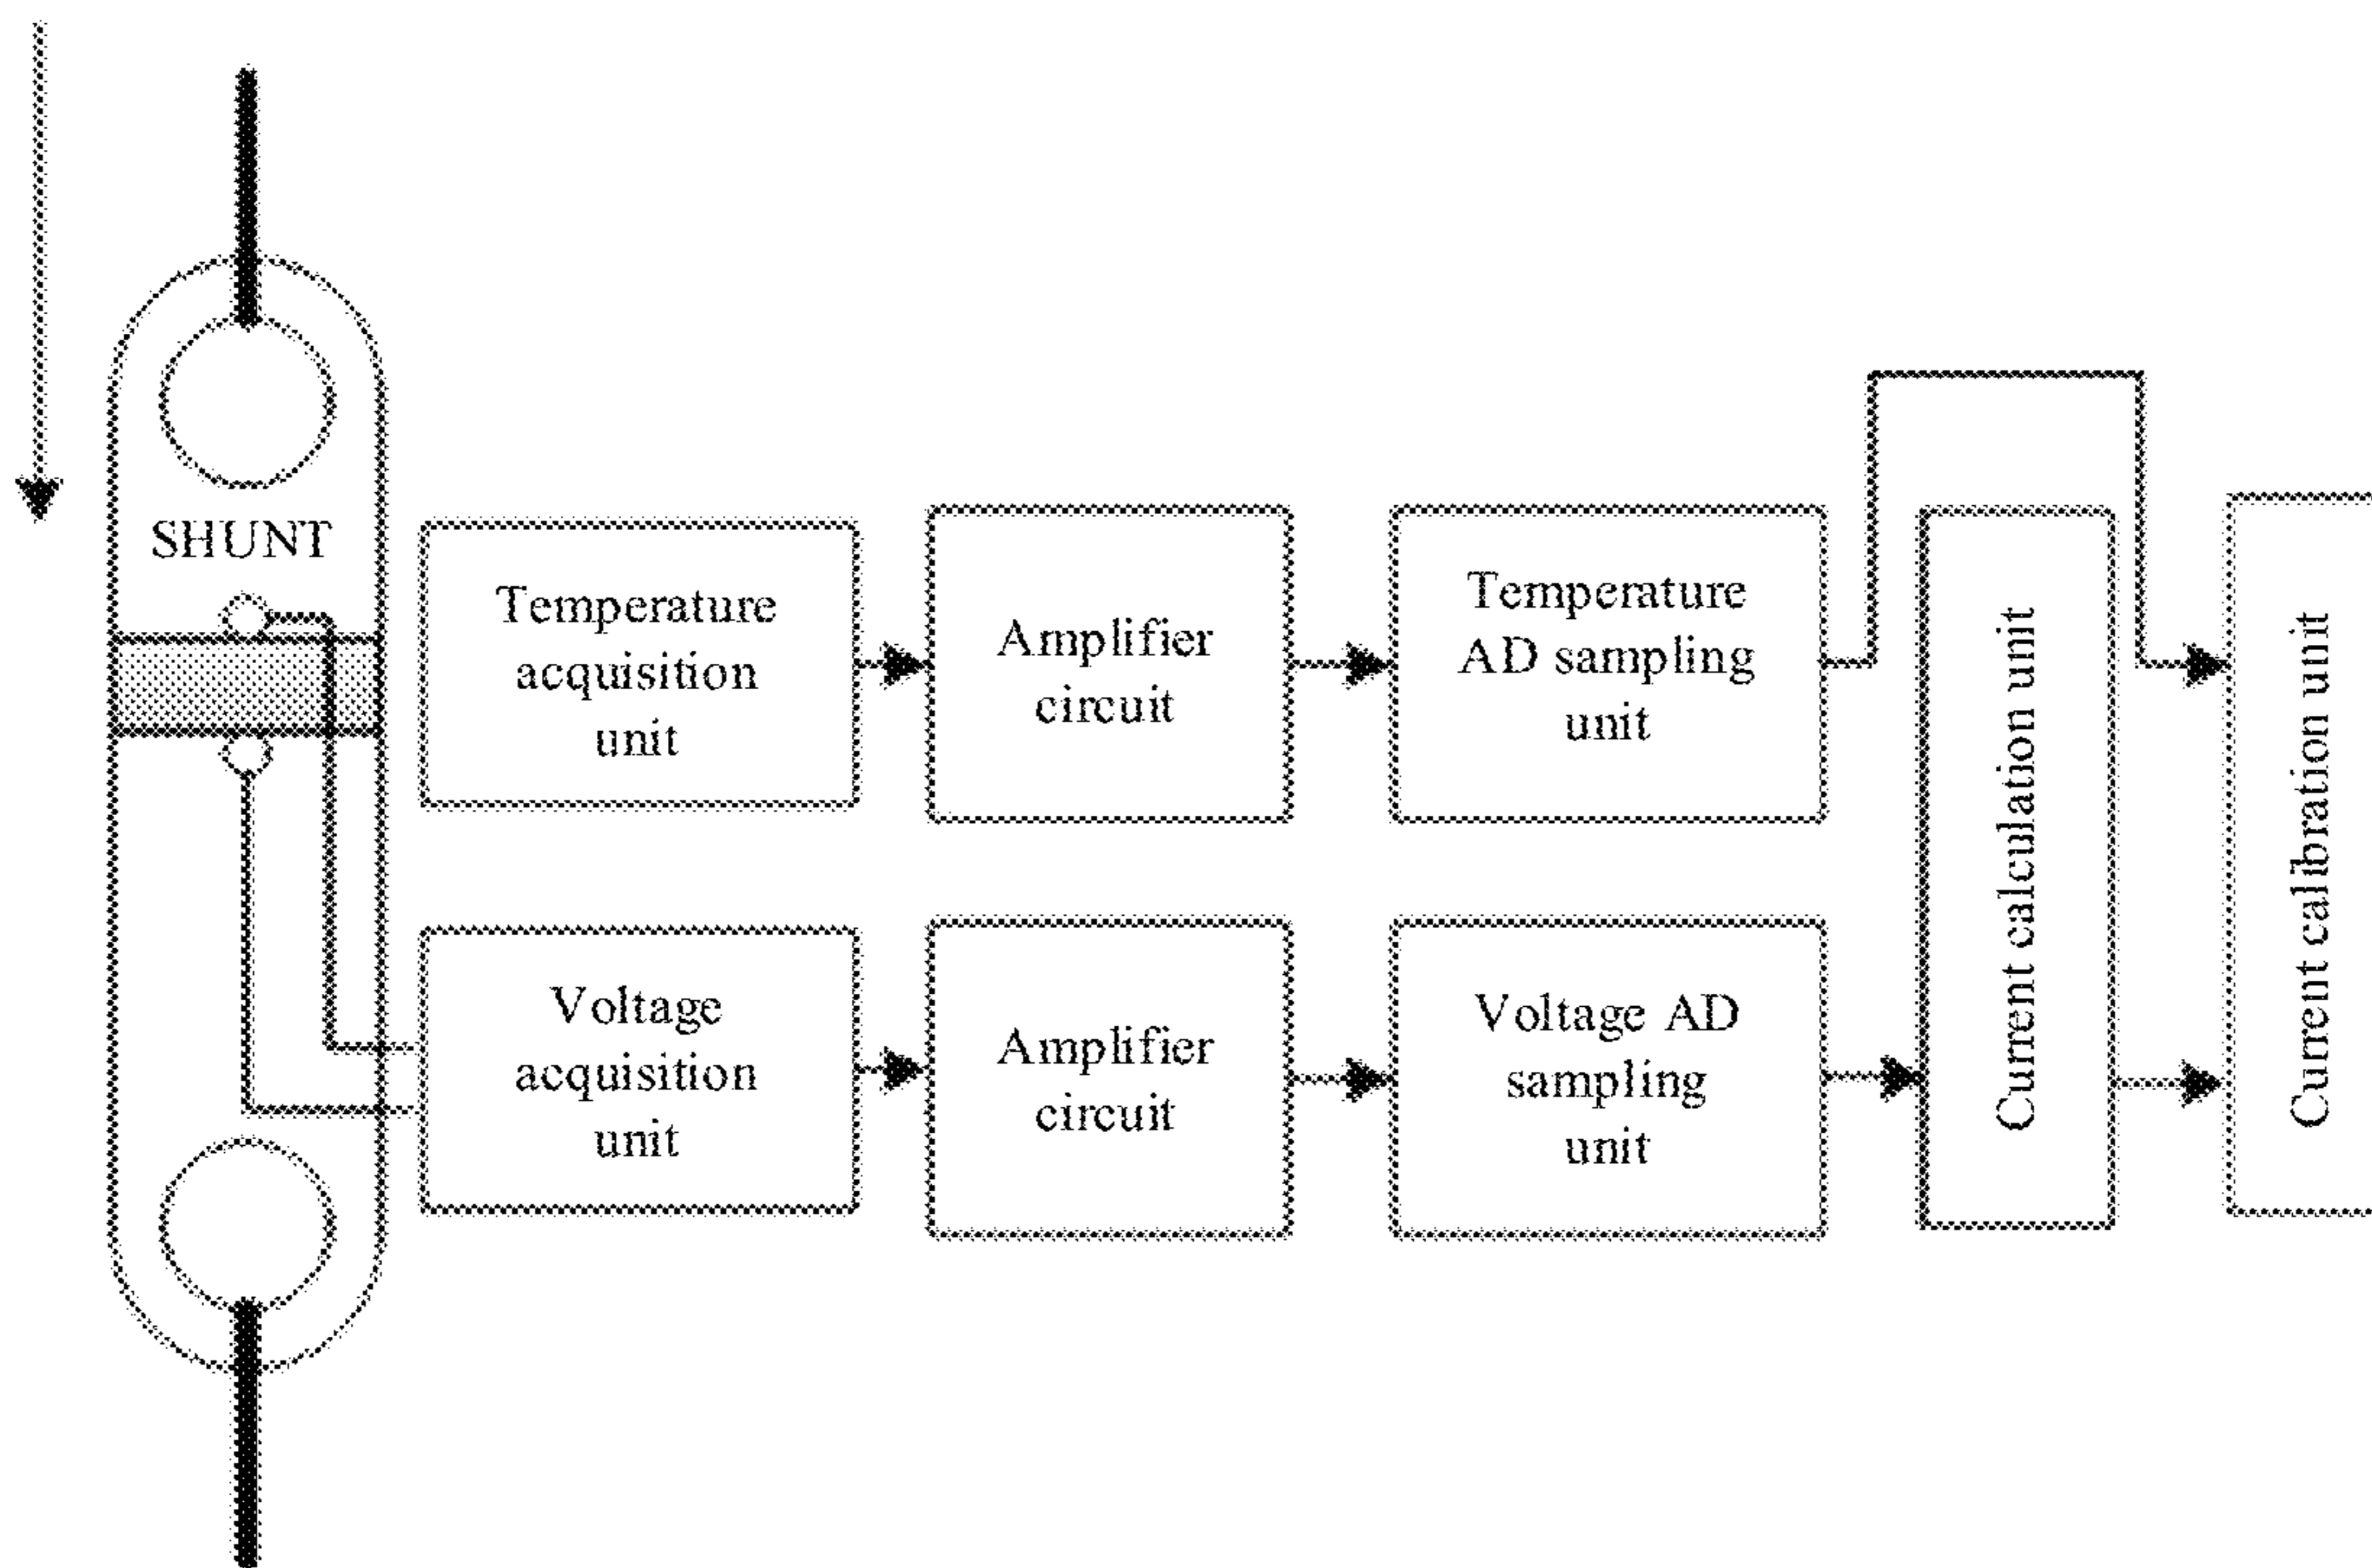 SHUNT
Temperature
acquisition
unit
Amplifier
circuit
Temperature
AD sampling
unit
Voltage
acquisition
unit
Amplifier
circuit
Voltage AD
sampling
unit
Current calculation unit
Current calibration unit